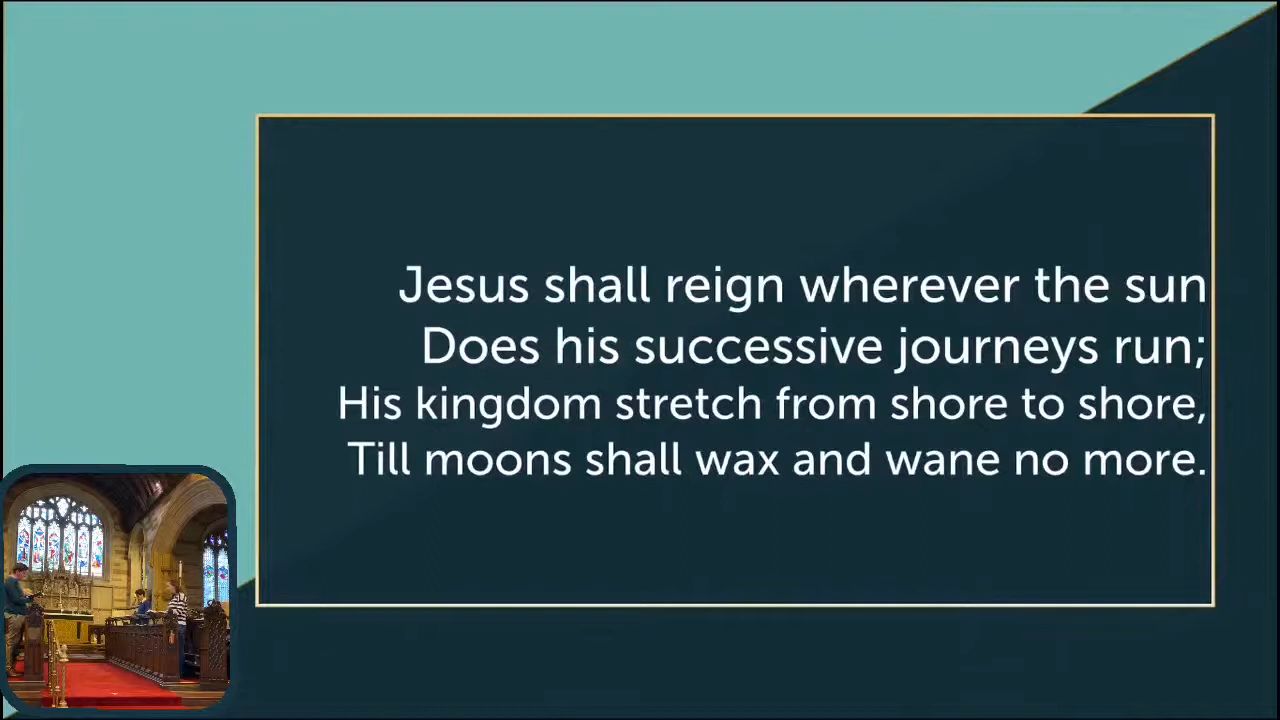 Jesus shall reign wherever the sun
Does his successive journeys run;
His kingdom stretch from shore to shore,
Till moons shall wax and wane no more.